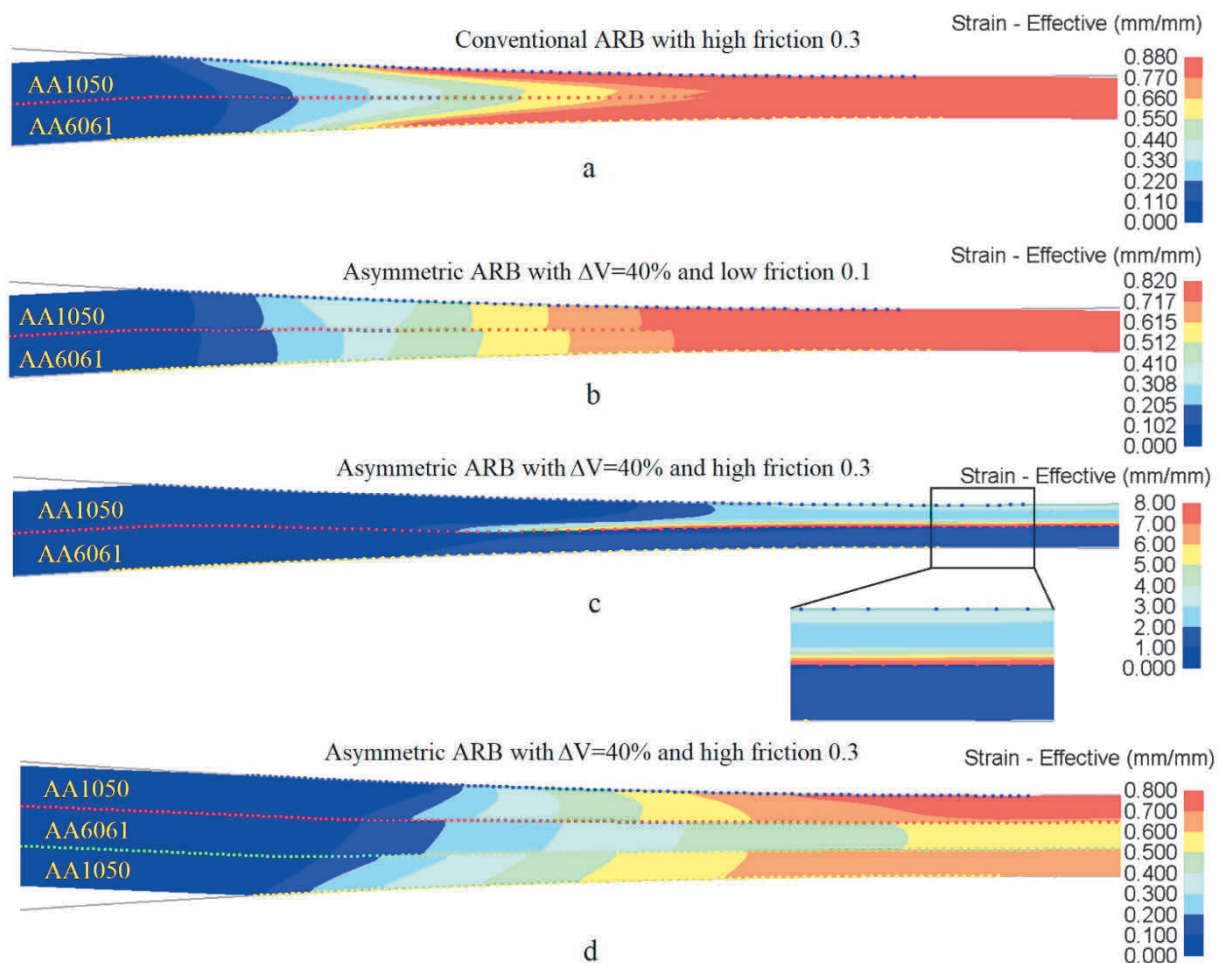 Strain - Effective (mm/mm)
Conventional ARB with high friction 0.3
0.880
0.770
0.660
0.550
0.440
0.330
0.220
0.110
0.000
AA1050
AA6061
a
Strain - Effective (mm/mm)
Asymmetric ARB with ΔV=40% and low friction 0.1
0.820
0.717
0.615
0.512
0.410
0.308
0.205
0.102
0.000
AA1050
AA6061
b
Asymmetric ARB with ΔV=40% and high friction 0.3
Strain - Effective (mm/mm)
8.00
7.00
6.00
5.00
4.00
3.00
2.00
1.00
0.000
AA1050
AA6061
c
Asymmetric ARB with ΔV=40% and high friction 0.3
Strain - Effective (mm/mm)
0.800
0.700
0.600
0.500
0.400
0.300
0.200
0.100
0.000
AA1050
AA6061
AA1050
d